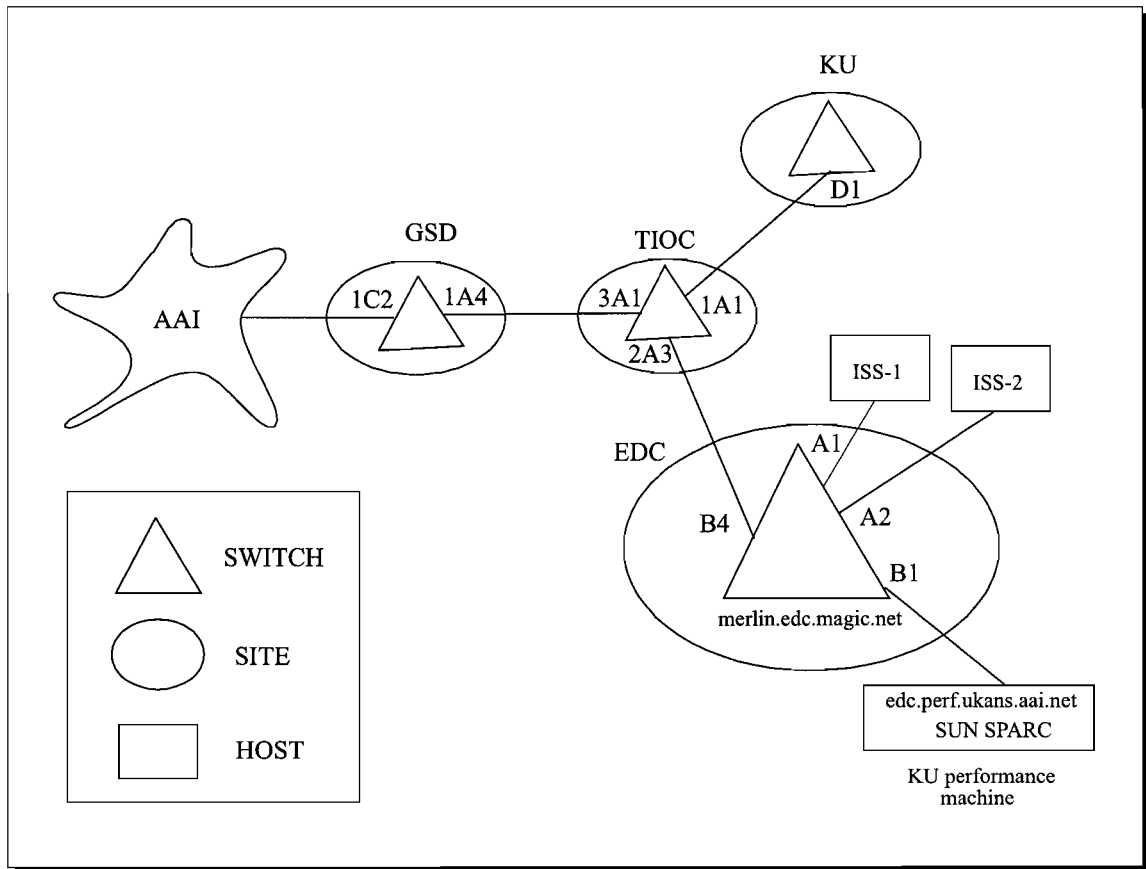 KU
D1
GSD
TIOC
AAI
1C2
1A4
3A1
1A1
2A3
ISS-1
ISS-2
EDC
A1
A2
B4
B1
merlin.edc.magic.net
SWITCH
SITE
HOST
edc.perf.ukans.aai.net
SUN SPARC
KU performance
machine